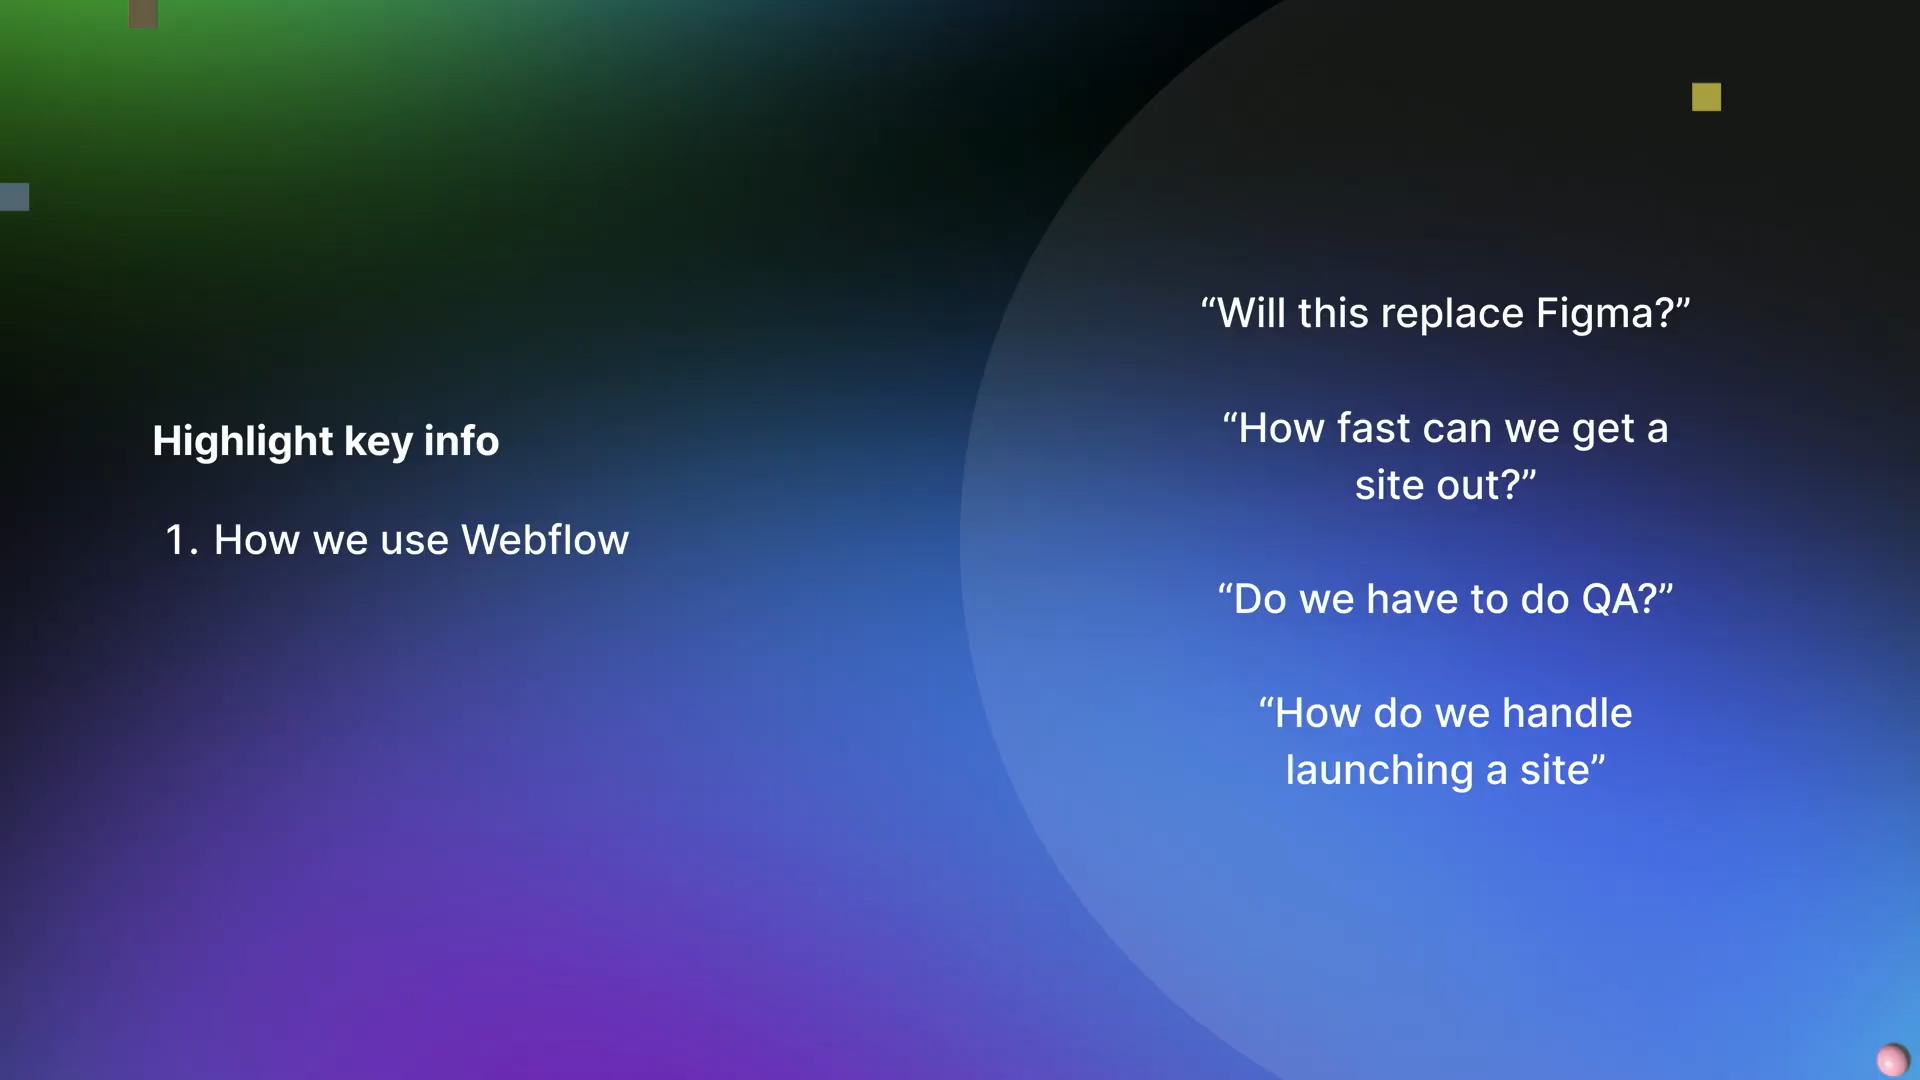 Highlight key info
1. How we use Webflow
“Will this replace Figma?”
“How fast can we get a
site out?”
“Do we have to do QA?”
“How do we handle
launching a site”